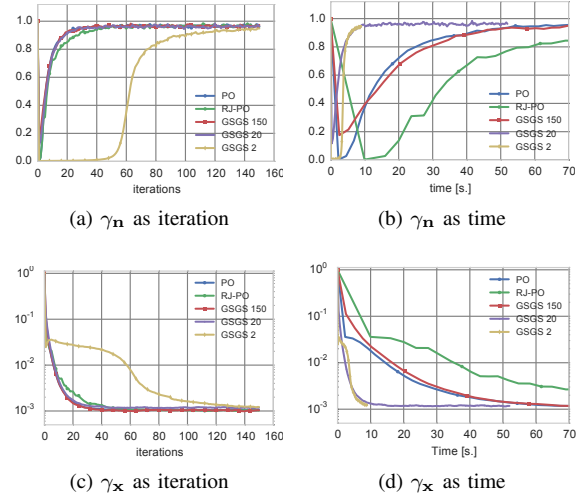 1.0
0.8
0.6
0.4
0.2
0.0
0 20 40 60 80 100 120 140 160
iterations
PO
RJ-PO
GSGS 150
GSGS 20
GSGS 2
(a) γn as iteration
1.0
0.8
0.6
0.4
0.2
0.0
0 10 20 30 40 50 60 70
time [s.]
PO
RJ-PO
GSGS 150
GSGS 20
GSGS 2
(b) γn as time
10^0
10^-1
10^-2
10^-3
0 20 40 60 80 100 120 140 160
iterations
PO
RJ-PO
GSGS 150
GSGS 20
GSGS 2
(c) γx as iteration
10^0
10^-1
10^-2
10^-3
0 10 20 30 40 50 60 70
Time [s.]
PO
RJ-PO
GSGS 150
GSGS 20
GSGS 2
(d) γx as time